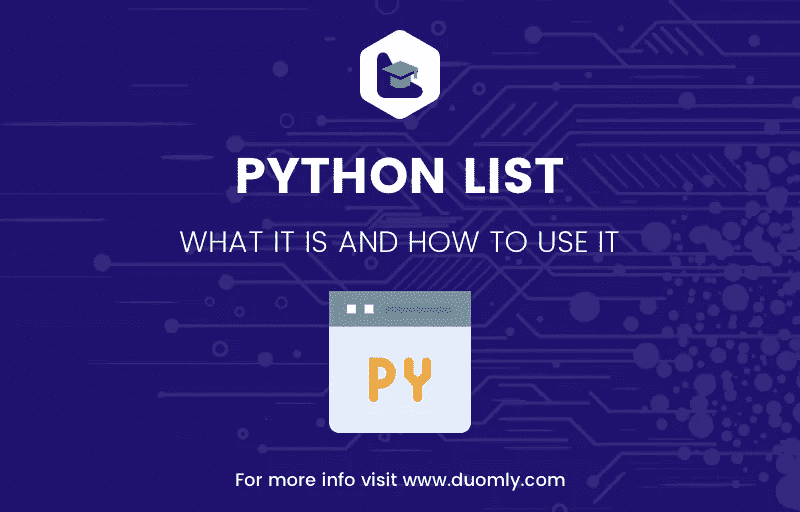 PYTHON LIST
WHAT IT IS AND HOW TO USE IT
PY
For more info visit www.duomly.com